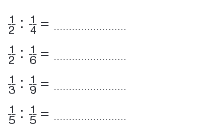 1/2 : 1/4 = ........................
1/2 : 1/6 = ........................
1/3 : 1/9 = ........................
1/5 : 1/5 = ........................